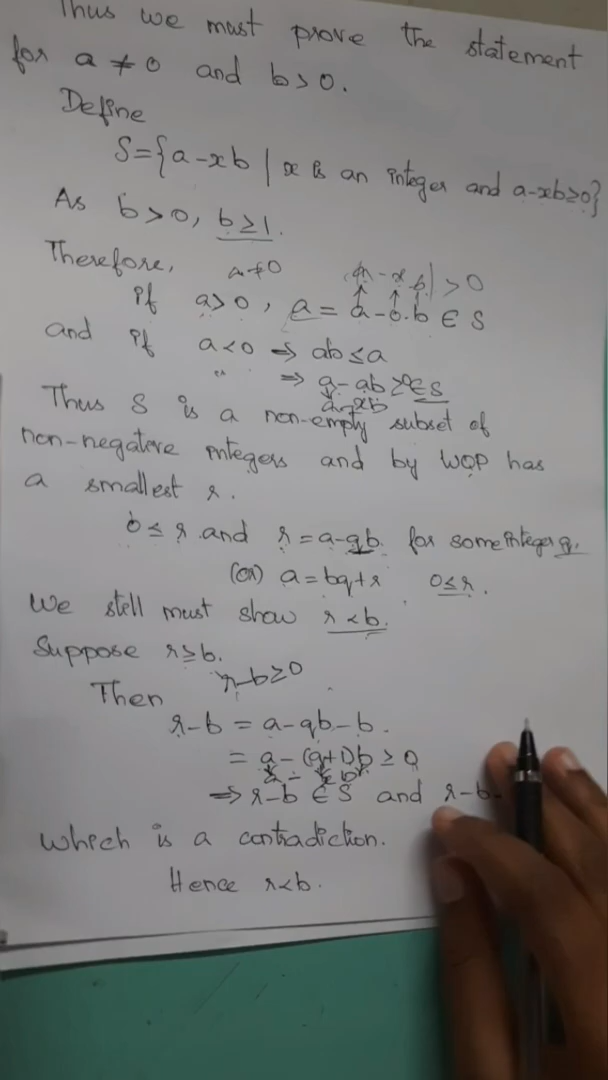 Thus we must prove the statement
for a ≠ 0 and b > 0.
Define
S = {a - xb | x is an integer and a - xb ≥ 0}
As b > 0, b ≥ 1.
Therefore, a ≠ 0 a - x b | > 0
if a > 0, a = a - 0.b ∈ S
and if a < 0 ⇒ ab ≤ a
⇒ a - ab ≥ 0 ∈ S
a - xb
Thus S is a non-empty subset of
non-negative integers and by WOP has
a smallest r.
0 ≤ r and r = a - qb for some integer q.
(or) a = bq + r 0 ≤ r.
We still must show r < b.
Suppose r ≥ b.
r - b ≥ 0
Then
r - b = a - qb - b.
= a - (q+1)b ≥ 0
a - x b
⇒ r - b ∈ S and r - b
which is a contradiction.
Hence r < b.